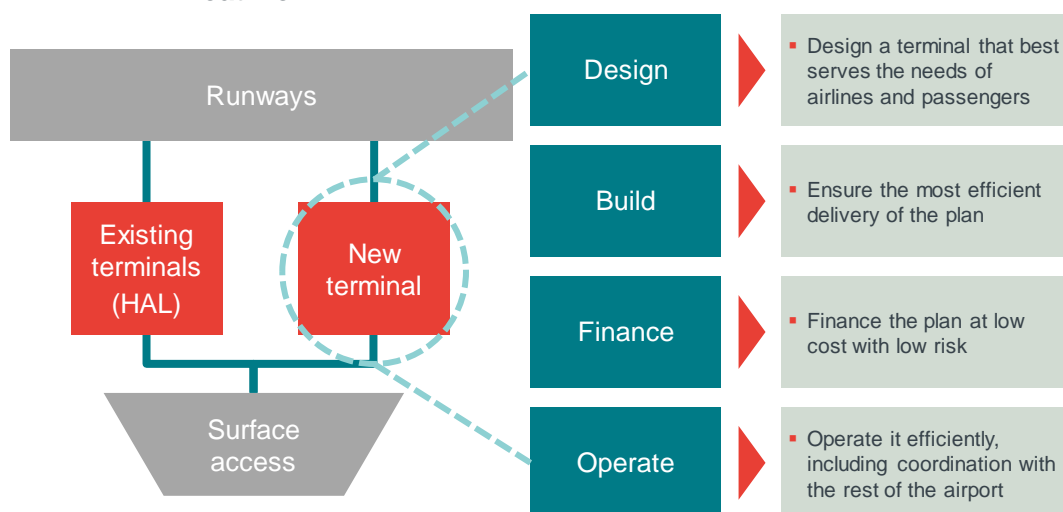 Runways
Existing
terminals
(HAL)
New
terminal
Surface
access
Design
▪ Design a terminal that best
serves the needs of
airlines and passengers
Build
▪ Ensure the most efficient
delivery of the plan
Finance
▪ Finance the plan at low
cost with low risk
Operate
▪ Operate it efficiently,
including coordination with
the rest of the airport